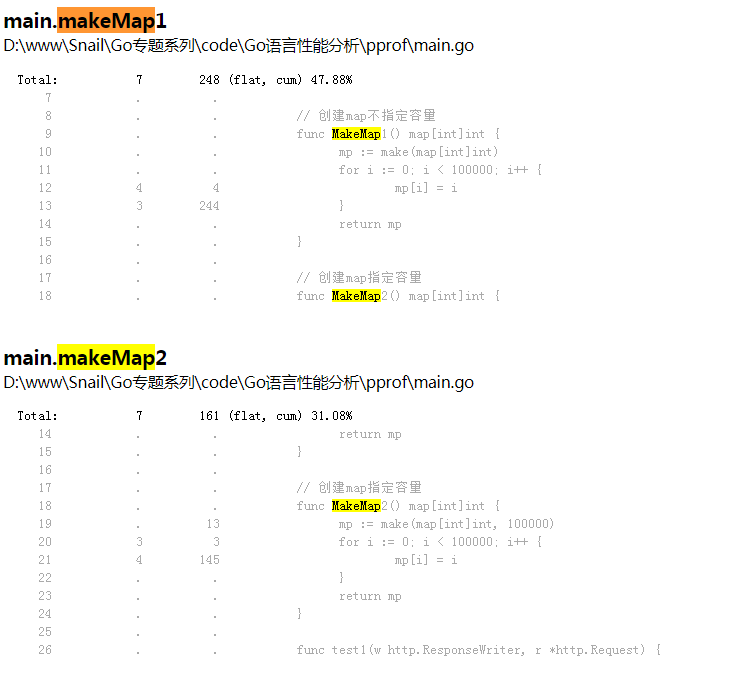 main.makeMap1
D:\www\Snail\Go专题系列\code\Go语言性能分析\pprof\main.go
Total: 7 248 (flat, cum) 47.88%
7 . .
8 . . // 创建map不指定容量
9 . . func MakeMap1() map[int]int {
10 . . mp := make(map[int]int)
11 . . for i := 0; i < 100000; i++ {
12 4 4 mp[i] = i
13 3 244 }
14 . . return mp
15 . . }
16 . .
17 . . // 创建map指定容量
18 . . func MakeMap2() map[int]int {
main.makeMap2
D:\www\Snail\Go专题系列\code\Go语言性能分析\pprof\main.go
Total: 7 161 (flat, cum) 31.08%
14 . . return mp
15 . . }
16 . .
17 . . // 创建map指定容量
18 . . func MakeMap2() map[int]int {
19 . 13 mp := make(map[int]int, 100000)
20 3 3 for i := 0; i < 100000; i++ {
21 4 145 mp[i] = i
22 . . }
23 . . return mp
24 . . }
25 . .
26 . . func test1(w http.ResponseWriter, r *http.Request) {